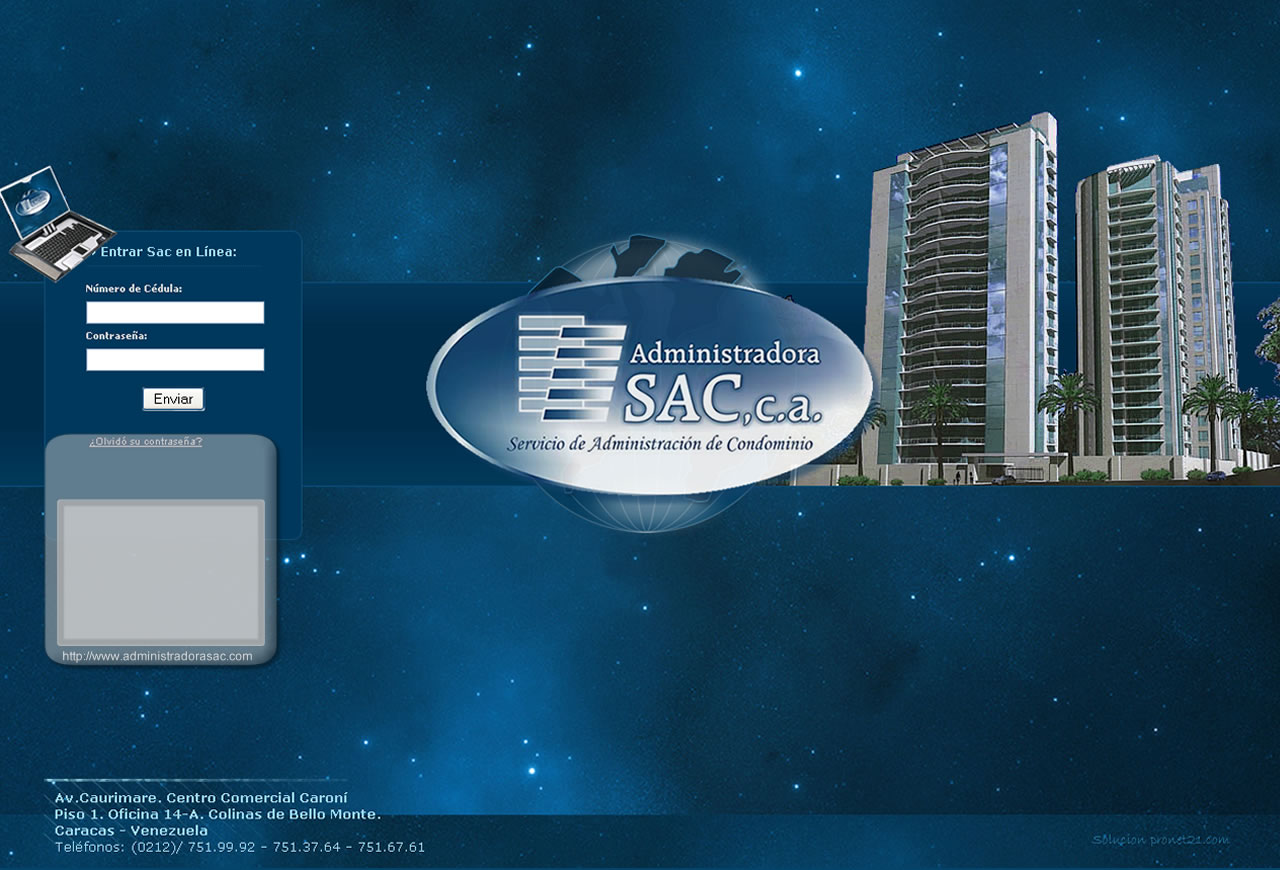 Entrar Sac en Línea:
Número de Cédula:
Contraseña:
Enviar
¿Olvidó su contraseña?
http://www.administradorasac.com
Administradora
SAC,c.a.
Servicio de Administración de Condominio
Av.Caurimare. Centro Comercial Caroní
Piso 1. Oficina 14-A. Colinas de Bello Monte.
Caracas - Venezuela
Teléfonos: (0212)/ 751.99.92 - 751.37.64 - 751.67.61
Sólucion pronet21.com